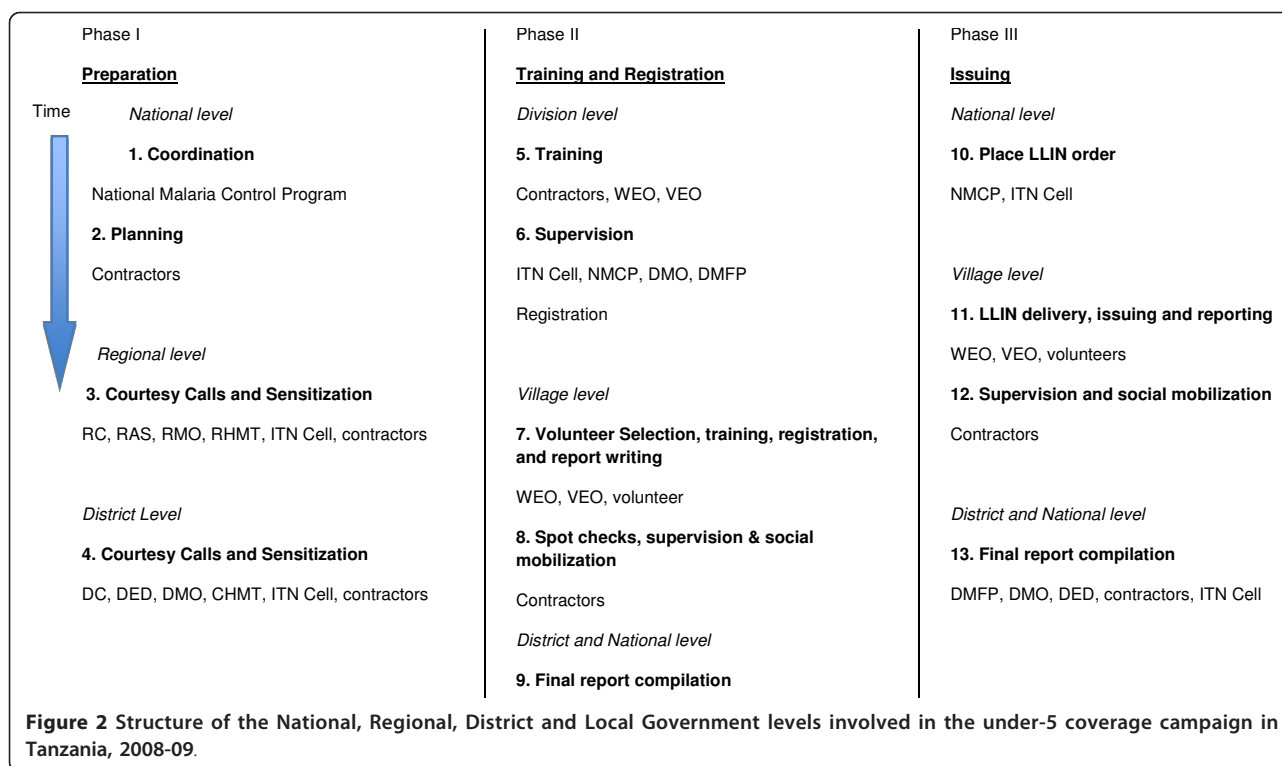 Phase I
Preparation
Time
National level
1. Coordination
National Malaria Control Program
2. Planning
Contractors
Regional level
3. Courtesy Calls and Sensitization
RC, RAS, RMO, RHMT, ITN Cell, contractors
District Level
4. Courtesy Calls and Sensitization
DC, DED, DMO, CHMT, ITN Cell, contractors
Phase II
Training and Registration
Division level
5. Training
Contractors, WEO, VEO
6. Supervision
ITN Cell, NMCP, DMO, DMFP
Registration
Village level
7. Volunteer Selection, training, registration,
and report writing
WEO, VEO, volunteer
8. Spot checks, supervision & social
mobilization
Contractors
District and National level
9. Final report compilation
Phase III
Issuing
National level
10. Place LLIN order
NMCP, ITN Cell
Village level
11. LLIN delivery, issuing and reporting
WEO, VEO, volunteers
12. Supervision and social mobilization
Contractors
District and National level
13. Final report compilation
DMFP, DMO, DED, contractors, ITN Cell
Figure 2 Structure of the National, Regional, District and Local Government levels involved in the under-5 coverage campaign in
Tanzania, 2008-09.